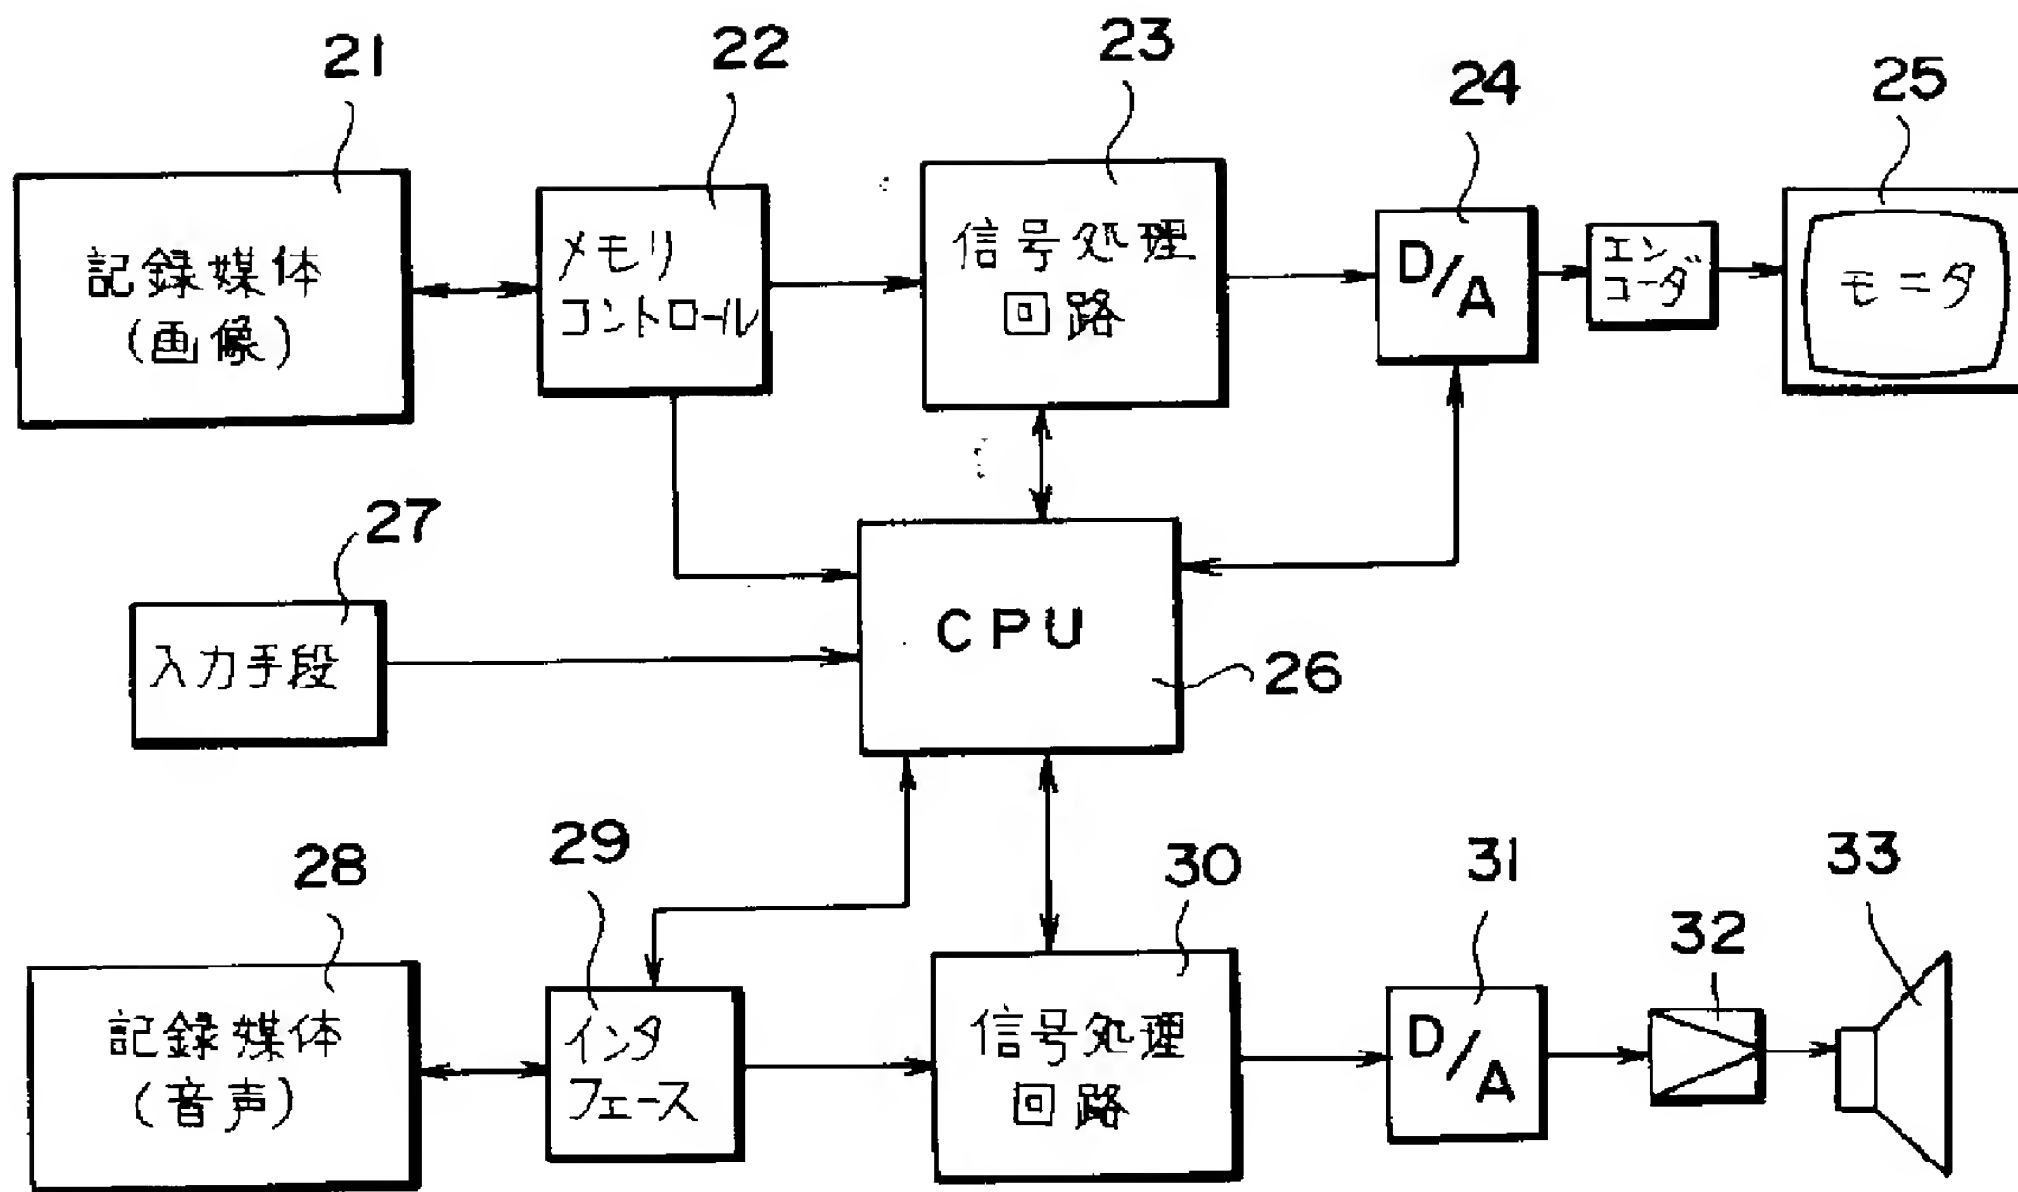 21
22
23
24
25
記録媒体
(画像)
メモリ
コントロール
信号処理
回路
D/A
エン
コーダ
モニタ
27
入力手段
CPU
26
28
29
30
31
32
33
記録媒体
(音声)
インタ
フェース
信号処理
回路
D/A